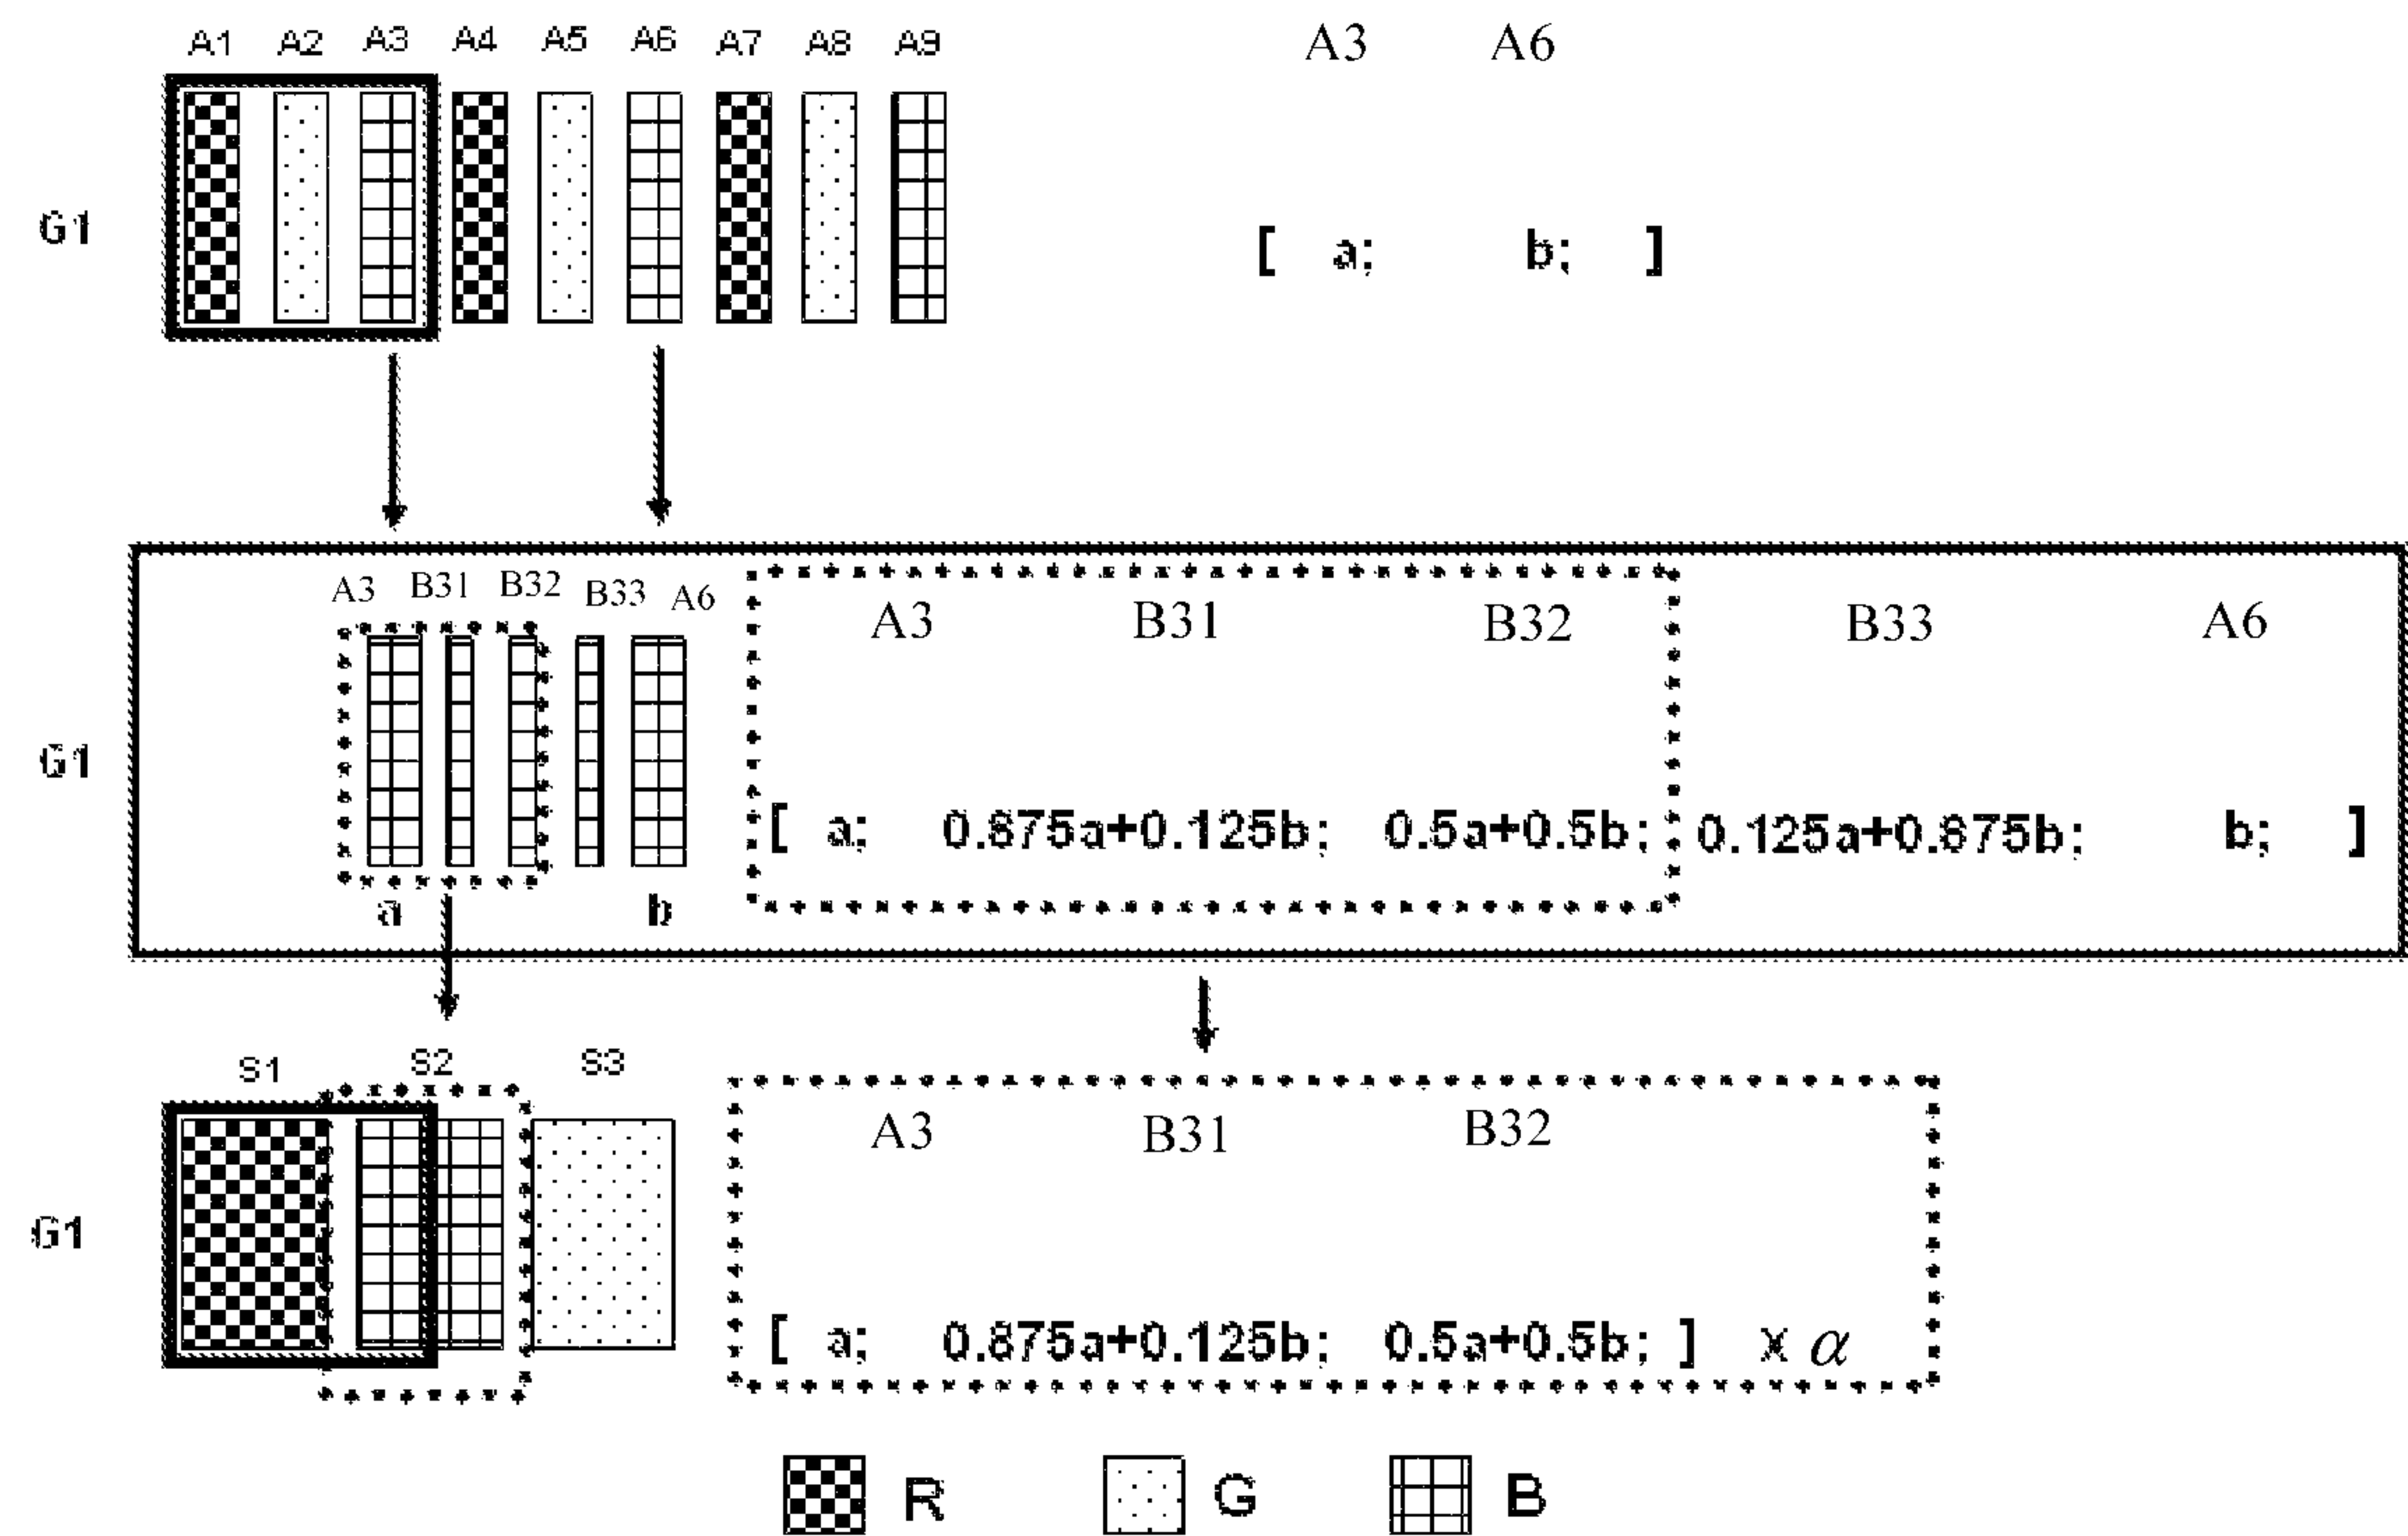 A1 A2 A3 A4 A5 A6 A7 A8 A9 A3 A6
G1 [ a; b; ]
A3 B31 B32 B33 A6 A3 B31 B32 B33 A6
G1 [ a; 0.875a+0.125b; 0.5a+0.5b; 0.125a+0.875b; b; ]
a b
S1 S2 S3 A3 B31 B32
G1 [ a; 0.875a+0.125b; 0.5a+0.5b; ] x α
R G B